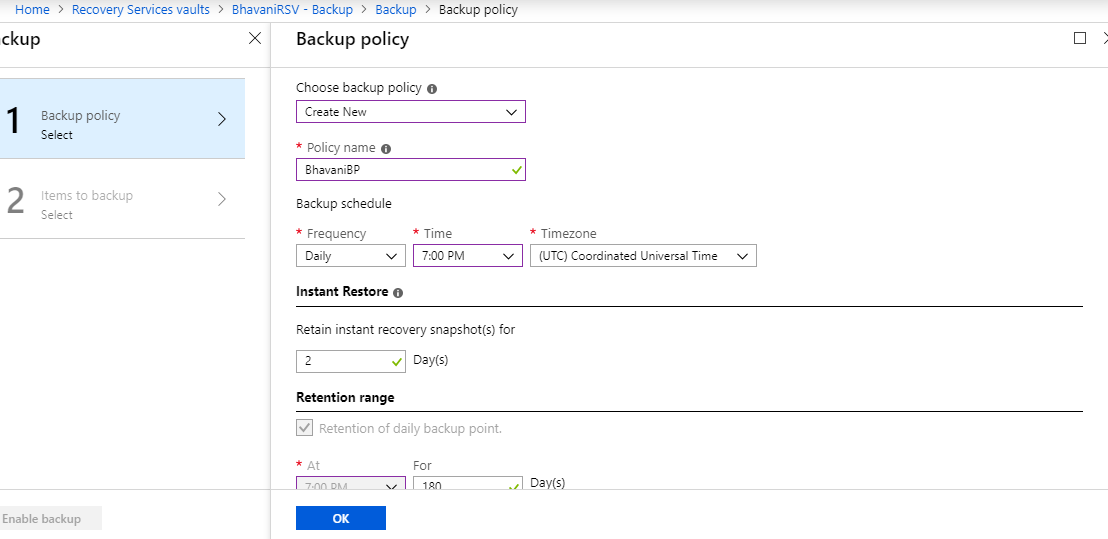 Home > Recovery Services vaults > BhavaniRSV - Backup > Backup > Backup policy
ckup
Backup policy
1
Backup policy
Select
2
Items to backup
Select
Enable backup
Choose backup policy
Create New
* Policy name
BhavaniBP
Backup schedule
* Frequency * Time * Timezone
Daily 7:00 PM (UTC) Coordinated Universal Time
Instant Restore
Retain instant recovery snapshot(s) for
2 Day(s)
Retention range
Retention of daily backup point.
* At For
7:00 PM 180 Day(s)
OK